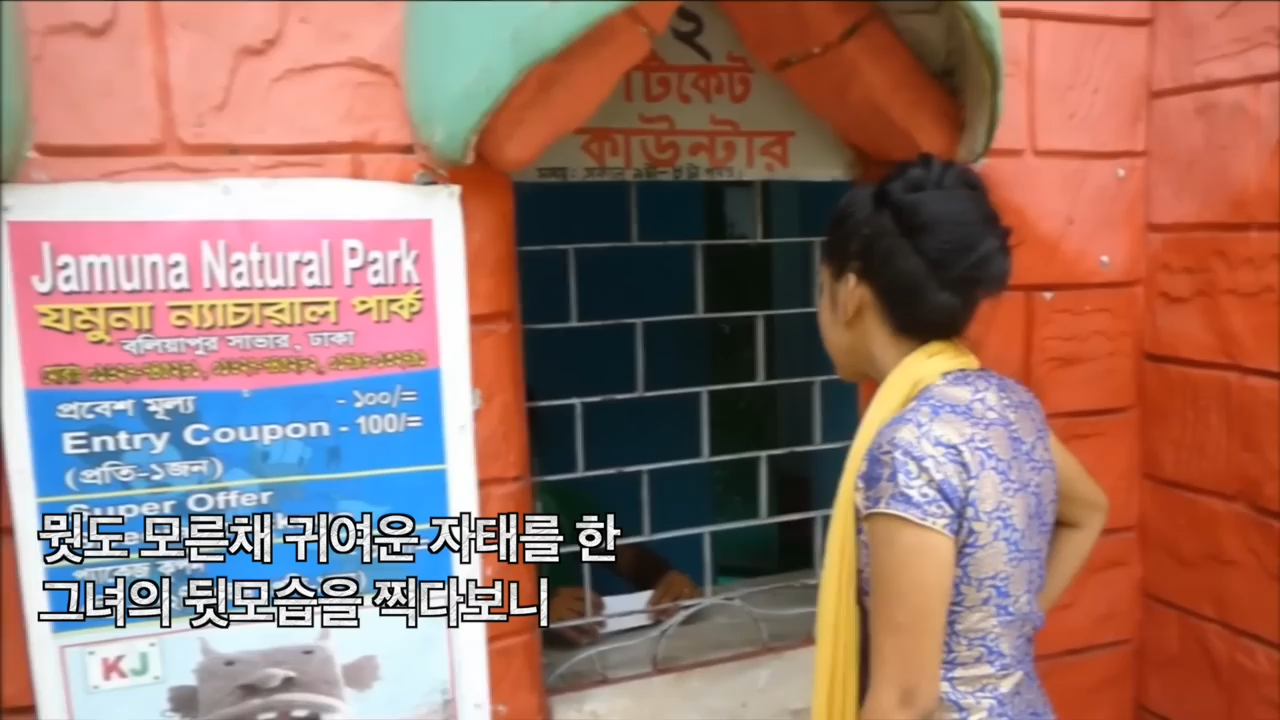 ২
টিকেট
কাউন্টার
Jamuna Natural Park
যমুনা ন্যাচারাল পার্ক
বলিয়াপুর সাভার, ঢাকা
প্রবেশ মূল্য - ১০০/=
Entry Coupon - 100/=
(প্রতি-১জন)
Super Offer
뭣도 모른채 귀여운 자태를 한
그녀의 뒷모습을 찍다보니
KJ